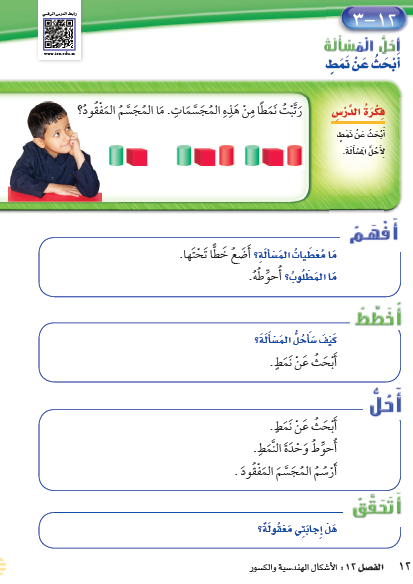 ١٢-٣
رابط الدرس الرقمي
www.ien.edu.sa
أَحُلُّ الْمَسْأَلَةَ
أَبْحَثُ عَنْ نَمَطٍ
فِكْرَةُ الدَّرْسِ
أَبْحَثُ عَنْ نَمَطٍ
لِأَحُلَّ المَسْأَلَةَ.
رَتَّبْتُ نَمَطًا مِنْ هَذِهِ المُجَسَّمَاتِ. مَا المُجَسَّمُ المَفْقُودُ؟
أَفْهَمُ
مَا مُعْطَيَاتُ المَسْأَلَةِ؟ أَضَعُ خَطًّا تَحْتَهَا.
مَا المَطْلُوبُ؟ أُحَوِّطُهُ.
أُخَطِّطُ
كَيْفَ سَأَحُلُّ المَسْأَلَةَ؟
أَبْحَثُ عَنْ نَمَطٍ.
أَحُلُّ
أَبْحَثُ عَنْ نَمَطٍ.
أُحَوِّطُ وَحْدَةَ النَّمَطِ.
أَرْسُمُ المُجَسَّمَ المَفْقُودَ.
أَتَحَقَّقُ
هَلْ إِجَابَتِي مَعْقُولَةٌ؟
١٢ الفصل ١٢: الأشكال الهندسية والكسور